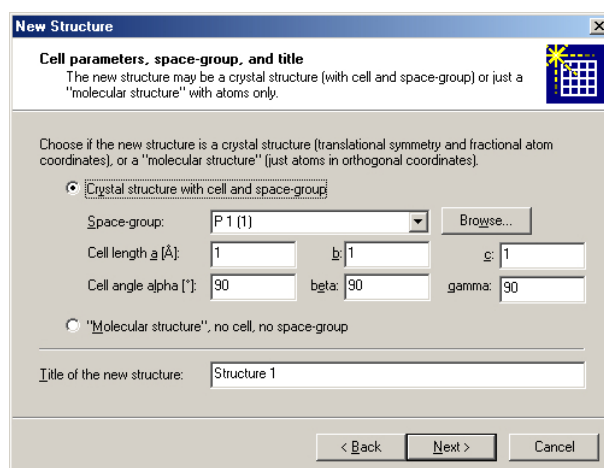 New Structure
Cell parameters, space-group, and title
The new structure may be a crystal structure (with cell and space-group) or just a
"molecular structure" with atoms only.
Choose if the new structure is a crystal structure (translational symmetry and fractional atom
coordinates), or a "molecular structure" (just atoms in orthogonal coordinates).
Crystal structure with cell and space-group
Space-group: P 1 (1) Browse...
Cell length a [Å]: 1 b: 1 c: 1
Cell angle alpha [°]: 90 beta: 90 gamma: 90
"Molecular structure", no cell, no space-group
Title of the new structure: Structure 1
< Back Next > Cancel